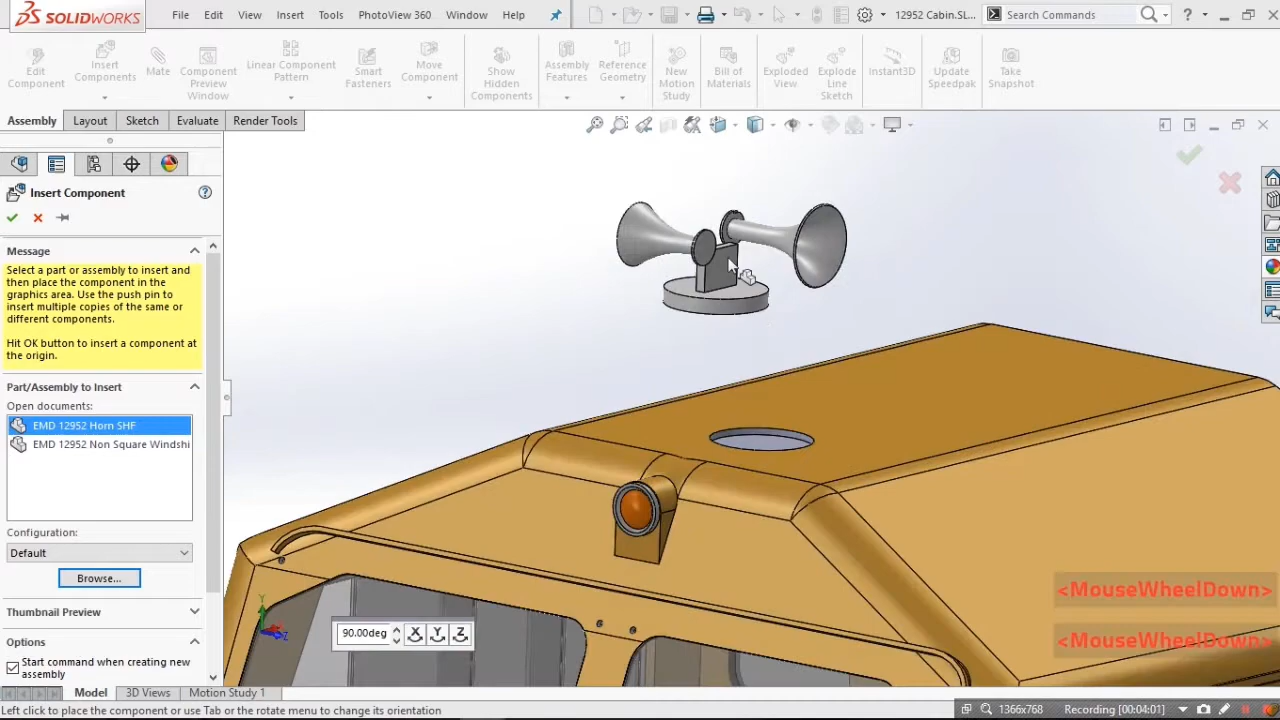 SOLIDWORKS File Edit View Insert Tools PhotoView 360 Window Help 12952 Cabin.SL... Search Commands ?
Edit Component
Insert Components
Mate
Component Preview Window
Linear Component Pattern
Smart Fasteners
Move Component
Show Hidden Components
Assembly Features
Reference Geometry
New Motion Study
Bill of Materials
Exploded View
Explode Line Sketch
Instant3D
Update Speedpak
Take Snapshot
Assembly Layout Sketch Evaluate Render Tools
Insert Component ?
Message
Select a part or assembly to insert and
then place the component in the
graphics area. Use the push pin to
insert multiple copies of the same or
different components.
Hit OK button to insert a component at
the origin.
Part/Assembly to Insert
Open documents:
EMD 12952 Horn SHF
EMD 12952 Non Square Windshi
Configuration:
Default
Browse...
Thumbnail Preview
Options
Start command when creating new
assembly
Y
Z
90.00deg X Y Z
<MouseWheelDown>
<MouseWheelDown>
Model 3D Views Motion Study 1
Left click to place the component or use Tab or the rotate menu to change its orientation
1366x768 Recording [00:04:01]